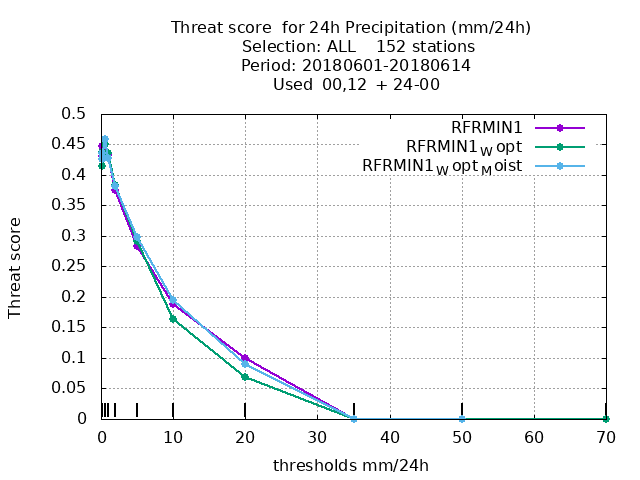 Threat score  for 24h Precipitation (mm/24h)
Selection: ALL    152 stations
Period: 20180601-20180614
Used  00,12  + 24-00
RFRMIN1
RFRMIN1Wopt
RFRMIN1WoptMoist
Threat score
0.5
0.45
0.4
0.35
0.3
0.25
0.2
0.15
0.1
0.05
0
0 10 20 30 40 50 60 70
thresholds mm/24h